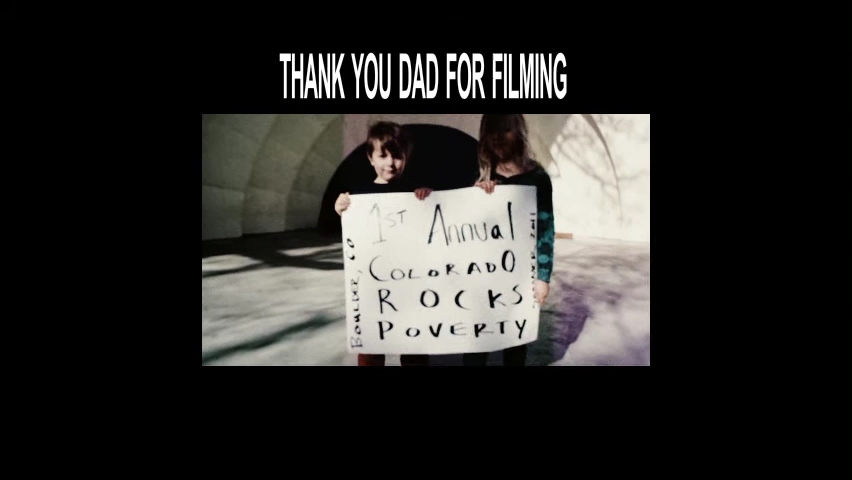 THANK YOU DAD FOR FILMING
1ST Annual
COLORADO
ROCKS
POVERTY
BOULDER, CO